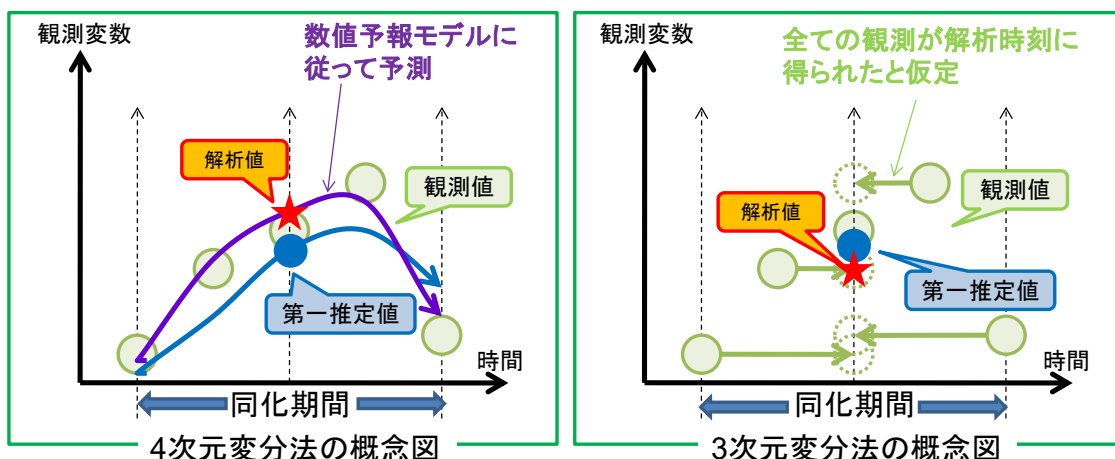 観測変数
数値予報モデルに
従って予測
解析値
観測値
第一推定値
時間
同化期間
4次元変分法の概念図
観測変数
全ての観測が解析時刻に
得られたと仮定
観測値
解析値
第一推定値
時間
同化期間
3次元変分法の概念図